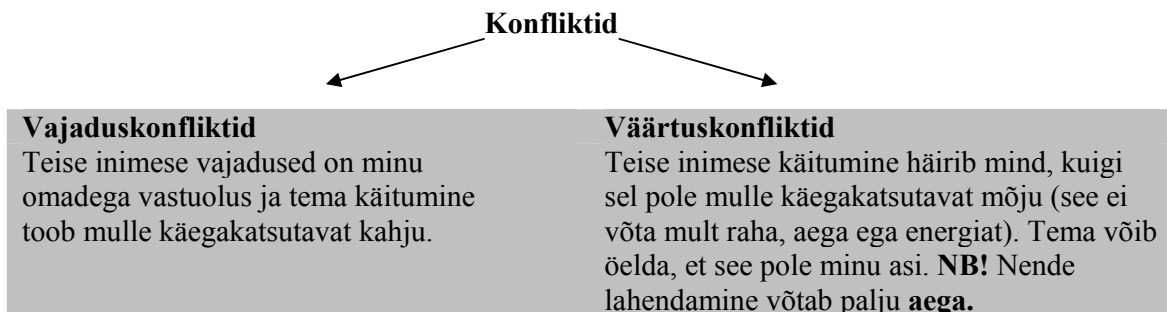 Konfliktid
Vajaduskonfliktid
Teise inimese vajadused on minu
omadega vastuolus ja tema käitumine
toob mulle käegakatsutavat kahju.
Väärtuskonfliktid
Teise inimese käitumine häirib mind, kuigi
sel pole mulle käegakatsutavat mõju (see ei
võta mult raha, aega ega energiat). Tema võib
öelda, et see pole minu asi. NB! Nende
lahendamine võtab palju aega.